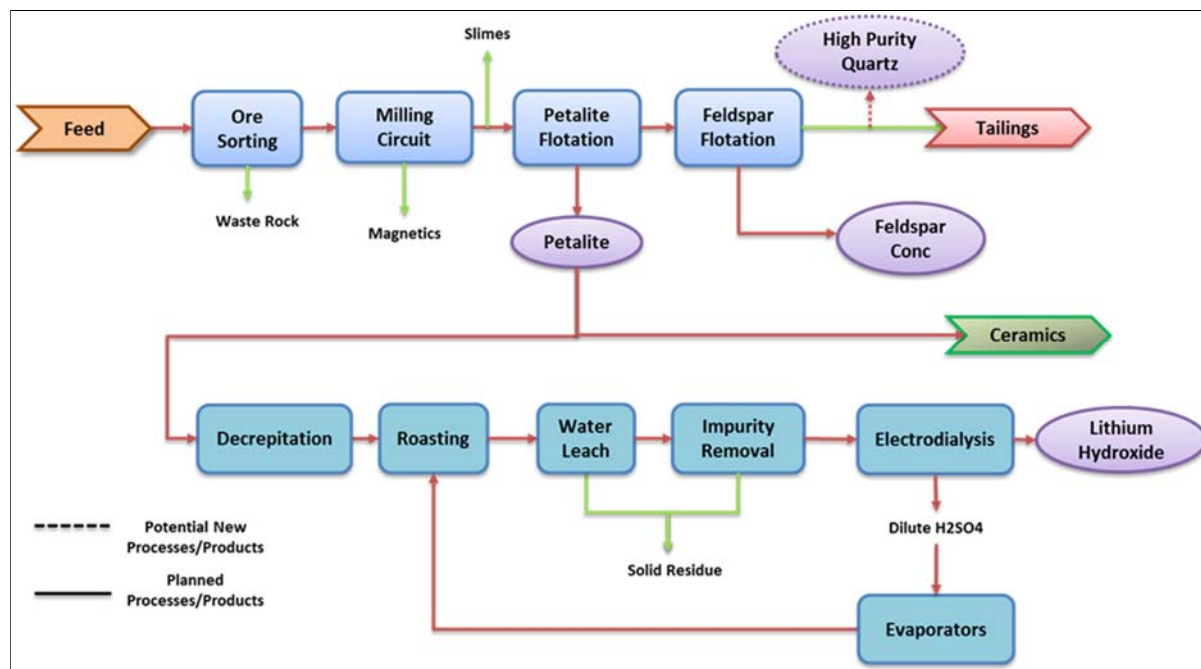 Slimes
High Purity
Quartz
Feed
Ore
Sorting
Milling
Circuit
Petalite
Flotation
Feldspar
Flotation
Tailings
Waste Rock
Magnetics
Petalite
Feldspar
Conc
Ceramics
Decrepitation
Roasting
Water
Leach
Impurity
Removal
Electrodialysis
Lithium
Hydroxide
Potential New
Processes/Products
Dilute H2SO4
Solid Residue
Planned
Processes/Products
Evaporators